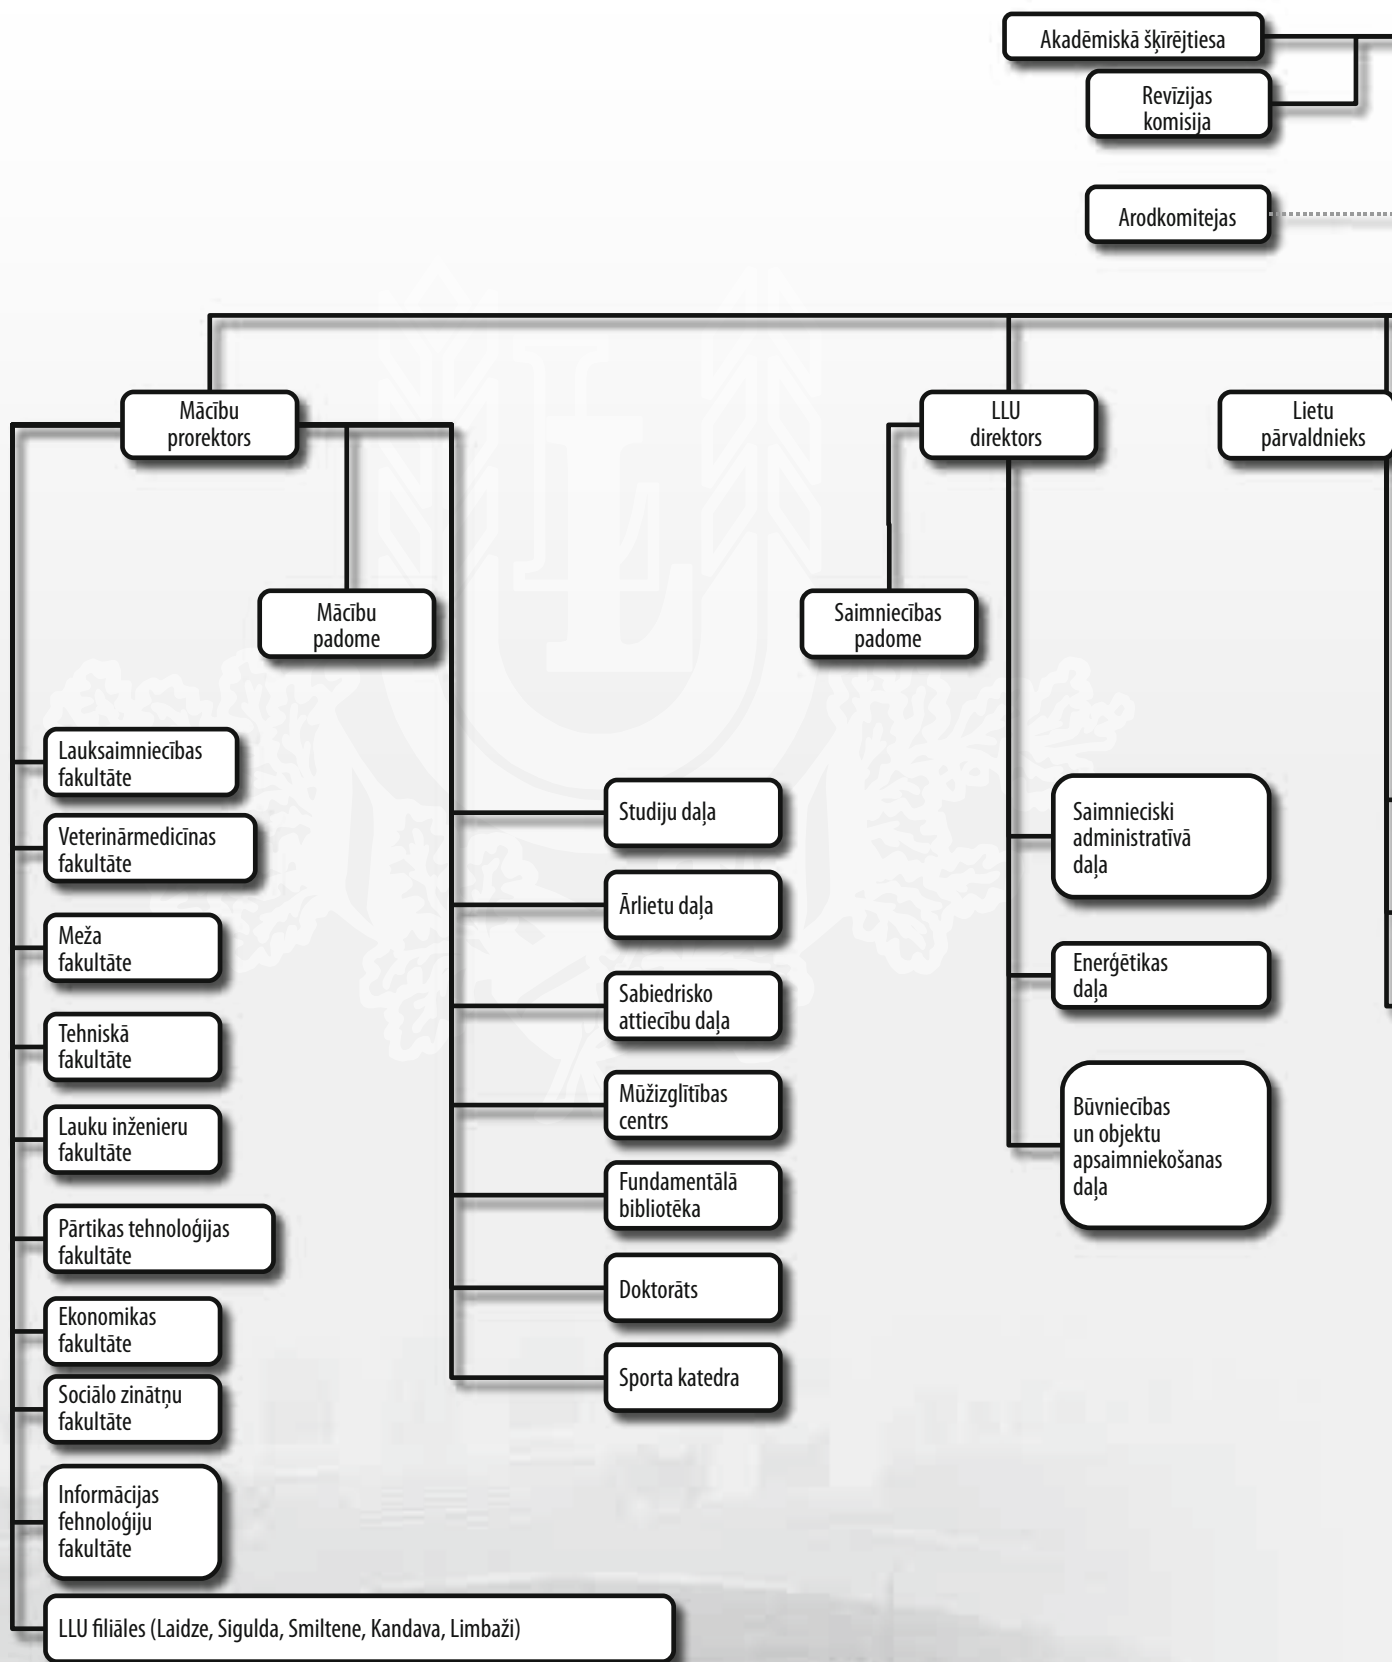 Akadēmiskā šķīrējtiesa
Revīzijas
komisija
Arodkomitejas
Mācību
prorektors
LLU
direktors
Lietu
pārvaldnieks
Mācību
padome
Saimniecības
padome
Lauksaimniecības
fakultāte
Veterinārmedicīnas
fakultāte
Meža
fakultāte
Tehniskā
fakultāte
Lauku inženieru
fakultāte
Pārtikas tehnoloģijas
fakultāte
Ekonomikas
fakultāte
Sociālo zinātņu
fakultāte
Informācijas
fehnoloģiju
fakultāte
LLU filiāles (Laidze, Sigulda, Smiltene, Kandava, Limbaži)
Studiju daļa
Ārlietu daļa
Sabiedrisko
attiecību daļa
Mūžizglītības
centrs
Fundamentālā
bibliotēka
Doktorāts
Sporta katedra
Saimnieciski
administratīvā
daļa
Enerģētikas
daļa
Būvniecības
un objektu
apsaimniekošanas
daļa